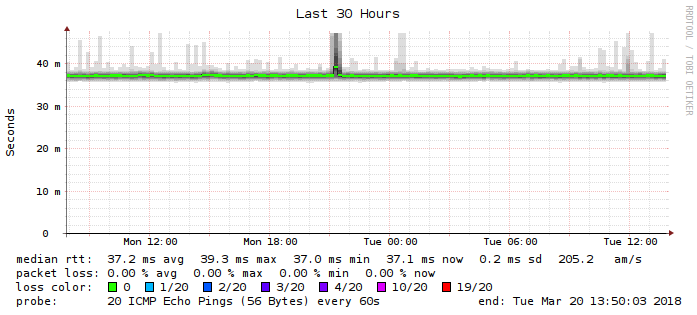 Last 30 Hours
RRDTOOL / TOBI OETIKER
Seconds
40 m
30 m
20 m
10 m
0
Mon 12:00 Mon 18:00 Tue 00:00 Tue 06:00 Tue 12:00
median rtt: 37.2 ms avg 39.3 ms max 37.0 ms min 37.1 ms now 0.2 ms sd 205.2 am/s
packet loss: 0.00 % avg 0.00 % max 0.00 % min 0.00 % now
loss color: 0 1/20 2/20 3/20 4/20 10/20 19/20
probe: 20 ICMP Echo Pings (56 Bytes) every 60s end: Tue Mar 20 13:50:03 2018